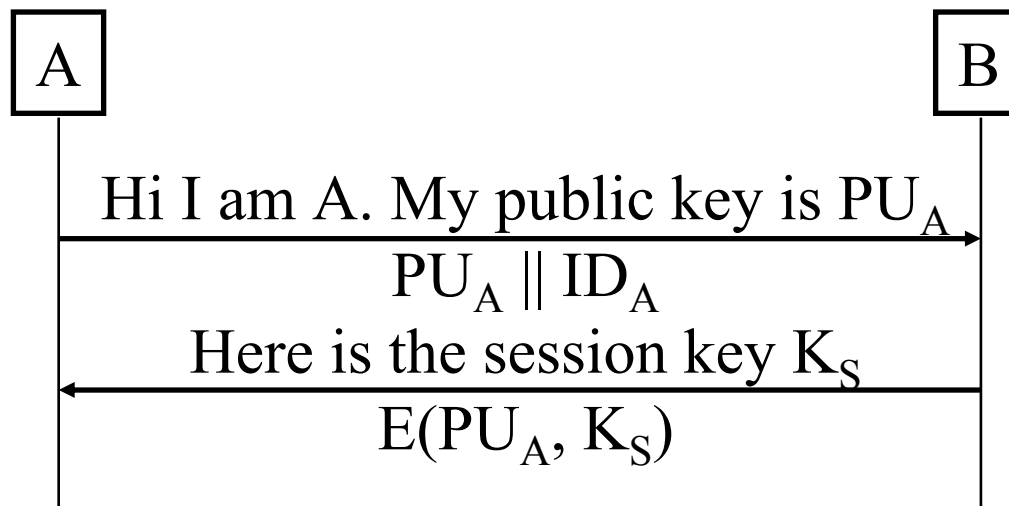 A
B
Hi I am A. My public key is PU_A
PU_A || ID_A
Here is the session key K_S
E(PU_A, K_S)